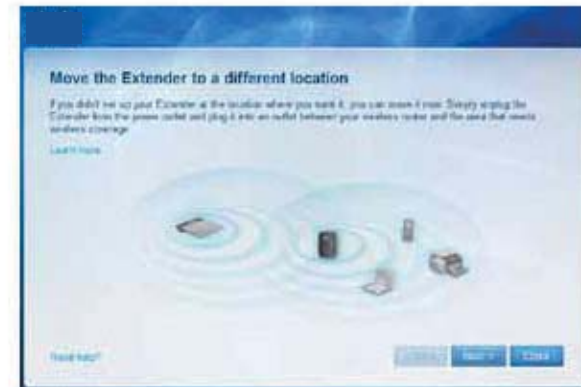 Move the Extender to a different location
If you didn't set up your Extender at the location where you want it, you can move it now. Simply unplug the
Extender from the power outlet and plug it into an outlet between your wireless router and the area that needs
wireless coverage.
Learn more
Need help?
Next >
Close